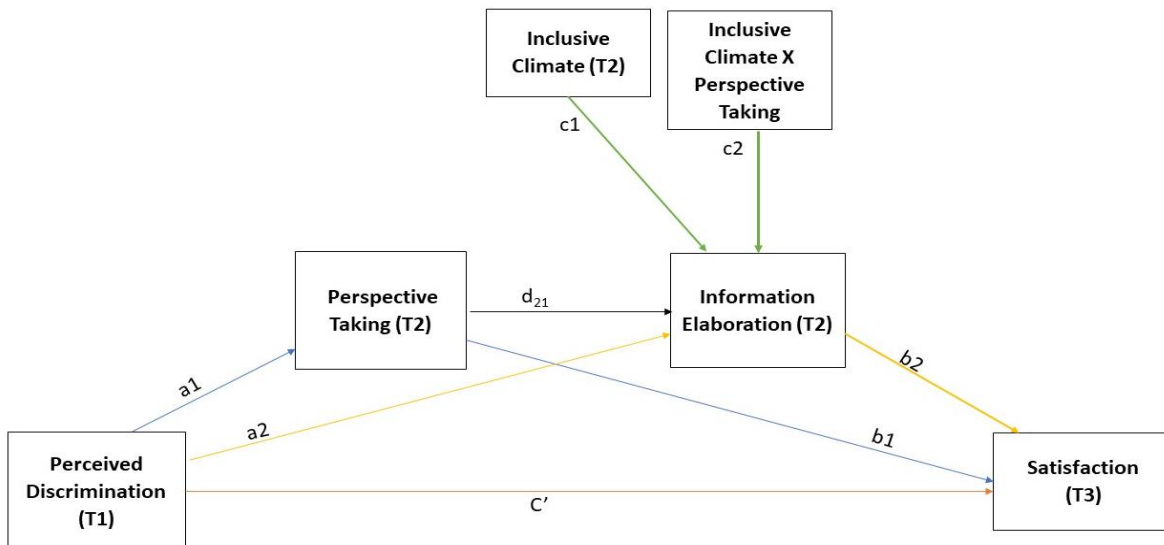 Inclusive
Climate (T2)
Inclusive
Climate X
Perspective
Taking
c1
c2
Perspective
Taking (T2)
d21
Information
Elaboration (T2)
a1
a2
b1
b2
Perceived
Discrimination
(T1)
C’
Satisfaction
(T3)